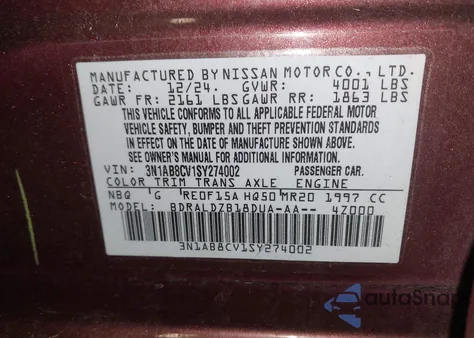 MANUFACTURED BY NISSAN MOTOR CO., LTD.
DATE: 12/24. GVWR: 4001 LBS
GAWR FR: 2161 LBS GAWR RR: 1863 LBS
THIS VEHICLE CONFORMS TO ALL APPLICABLE FEDERAL MOTOR
VEHICLE SAFETY, BUMPER AND THEFT PREVENTION STANDARDS IN
EFFECT ON THE DATE OF MANUFACTURE SHOWN ABOVE.
SEE OWNER'S MANUAL FOR ADDITIONAL INFORMATION.
VIN: 3N1AB8CV1SY274002 PASSENGER CAR.
COLOR TRIM TRANS AXLE ENGINE
NBQ 'G RE0F15A HQ50 MR20 1997 CC
MODEL: BDRALDZB18DUA-AA-- 4Z000
3N1AB8CV1SY274002
autoSnap